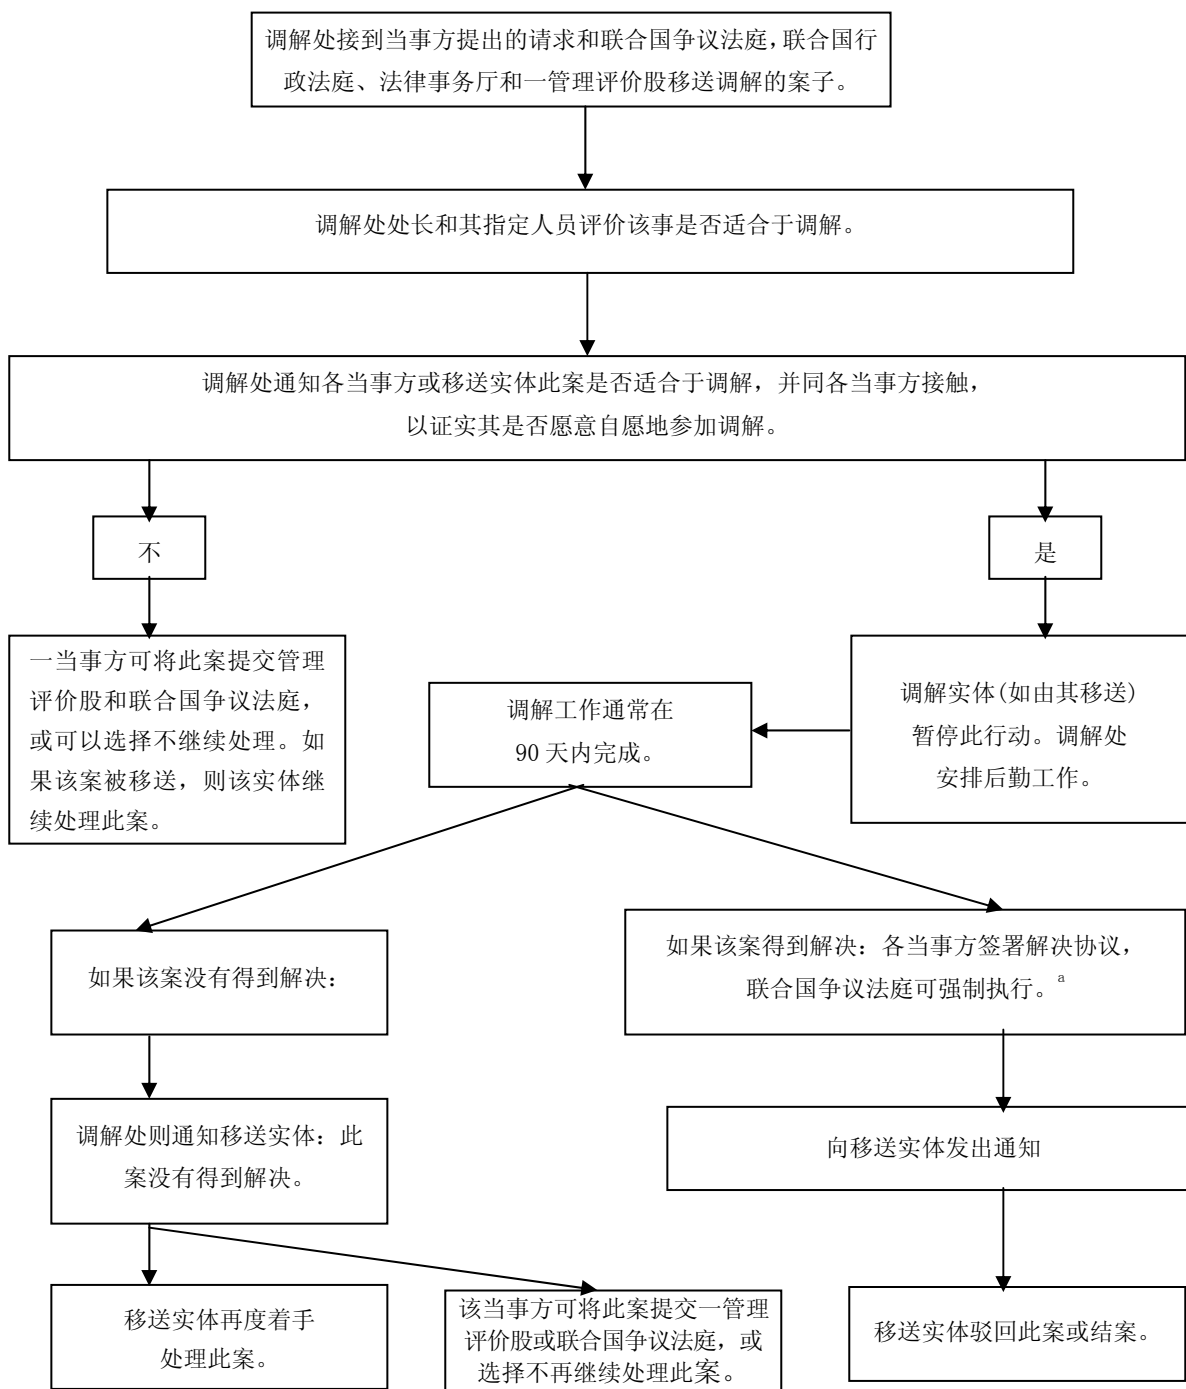 调解处接到当事方提出的请求和联合国争议法庭，联合国行
政法庭、法律事务厅和一管理评价股移送调解的案子。
调解处处长和其指定人员评价该事是否适合于调解。
调解处通知各当事方或移送实体此案是否适合于调解，并同各当事方接触，
以证实其是否愿意自愿地参加调解。
不
是
一当事方可将此案提交管理
评价股和联合国争议法庭，
或可以选择不继续处理。如
果该案被移送，则该实体继
续处理此案。
调解工作通常在
90 天内完成。
调解实体(如由其移送)
暂停此行动。调解处
安排后勤工作。
如果该案没有得到解决：
如果该案得到解决：各当事方签署解决协议，
联合国争议法庭可强制执行。a
调解处则通知移送实体：此
案没有得到解决。
向移送实体发出通知
移送实体再度着手
处理此案。
该当事方可将此案提交一管理
评价股或联合国争议法庭，或
选择不再继续处理此案。
移送实体驳回此案或结案。